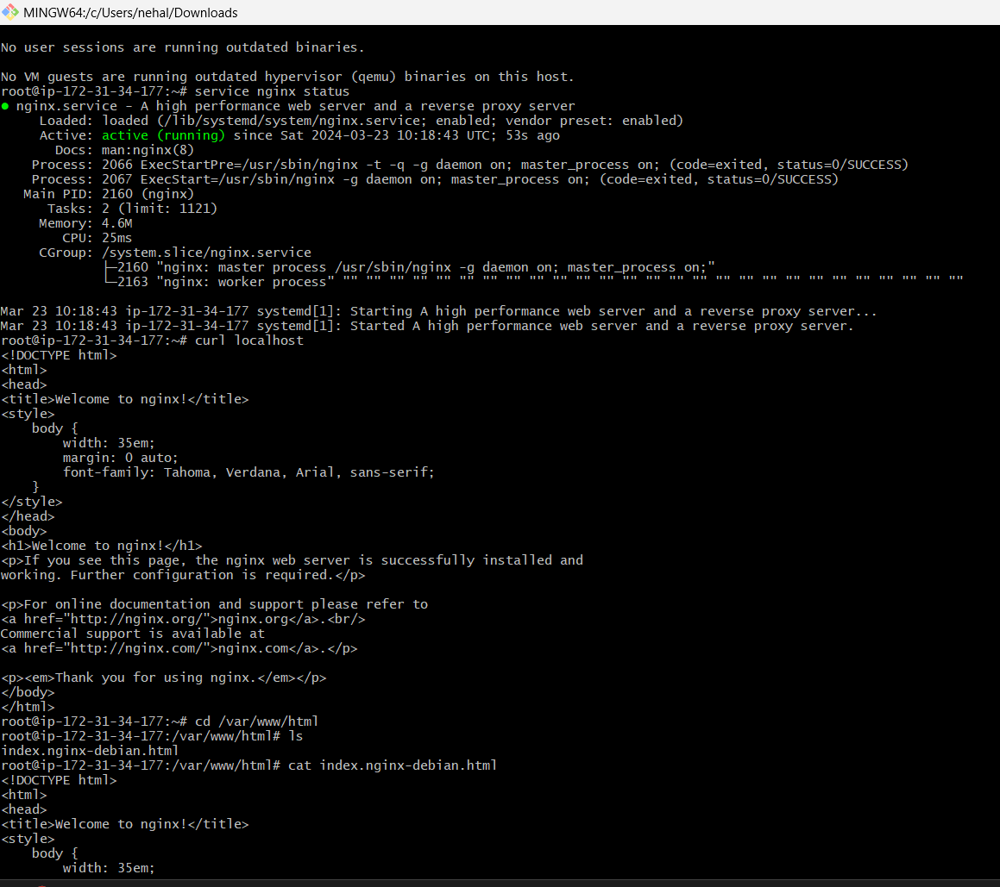 MINGW64:/c/Users/nehal/Downloads
No user sessions are running outdated binaries.
No VM guests are running outdated hypervisor (qemu) binaries on this host.
root@ip-172-31-34-177:~# service nginx status
● nginx.service - A high performance web server and a reverse proxy server
     Loaded: loaded (/lib/systemd/system/nginx.service; enabled; vendor preset: enabled)
     Active: active (running) since Sat 2024-03-23 10:18:43 UTC; 53s ago
       Docs: man:nginx(8)
    Process: 2066 ExecStartPre=/usr/sbin/nginx -t -q -g daemon on; master_process on; (code=exited, status=0/SUCCESS)
    Process: 2067 ExecStart=/usr/sbin/nginx -g daemon on; master_process on; (code=exited, status=0/SUCCESS)
   Main PID: 2160 (nginx)
      Tasks: 2 (limit: 1121)
     Memory: 4.6M
        CPU: 25ms
     CGroup: /system.slice/nginx.service
             ├─2160 "nginx: master process /usr/sbin/nginx -g daemon on; master_process on;"
             └─2163 "nginx: worker process" "" "" "" "" "" "" "" "" "" "" "" "" "" "" "" "" "" "" "" "" "" "" "" "" "" "" ""
Mar 23 10:18:43 ip-172-31-34-177 systemd[1]: Starting A high performance web server and a reverse proxy server...
Mar 23 10:18:43 ip-172-31-34-177 systemd[1]: Started A high performance web server and a reverse proxy server.
root@ip-172-31-34-177:~# curl localhost
<!DOCTYPE html>
<html>
<head>
<title>Welcome to nginx!</title>
<style>
    body {
        width: 35em;
        margin: 0 auto;
        font-family: Tahoma, Verdana, Arial, sans-serif;
    }
</style>
</head>
<body>
<h1>Welcome to nginx!</h1>
<p>If you see this page, the nginx web server is successfully installed and
working. Further configuration is required.</p>
<p>For online documentation and support please refer to
<a href="http://nginx.org/">nginx.org</a>.<br/>
Commercial support is available at
<a href="http://nginx.com/">nginx.com</a>.</p>
<p><em>Thank you for using nginx.</em></p>
</body>
</html>
root@ip-172-31-34-177:~# cd /var/www/html
root@ip-172-31-34-177:/var/www/html# ls
index.nginx-debian.html
root@ip-172-31-34-177:/var/www/html# cat index.nginx-debian.html
<!DOCTYPE html>
<html>
<head>
<title>Welcome to nginx!</title>
<style>
    body {
        width: 35em;